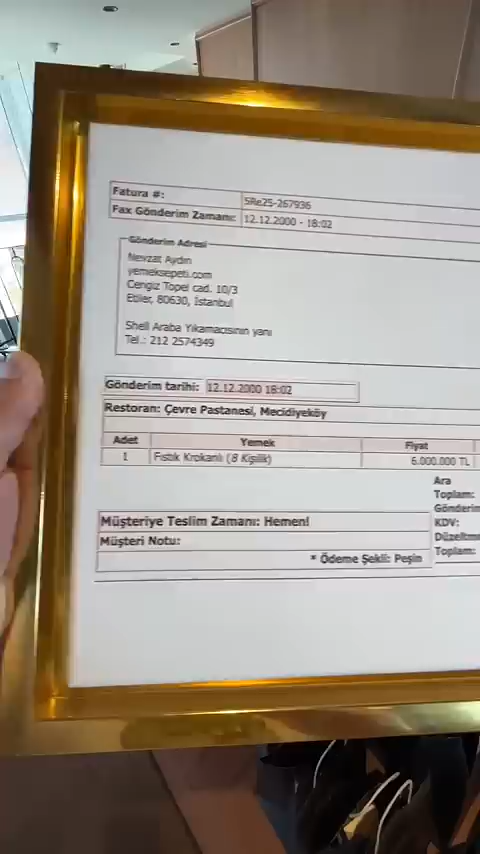 Fatura #: SRe25-267936
Fax Gönderim Zamanı: 12.12.2000 - 18:02
Gönderim Adresi
Nevzat Aydın
yemeksepeti.com
Cengiz Topel cad. 10/3
Etiler, 80630, İstanbul
Shell Araba Yıkamacısının yanı
Tel.: 212 2574349
Gönderim tarihi: 12.12.2000 18:02
Restoran: Çevre Pastanesi, Mecidiyeköy
Adet Yemek Fiyat
1 Fıstık Krokanlı (8 Kişilik) 6.000.000 TL
Ara
Toplam:
Gönderim
KDV:
Düzeltme
Toplam:
Müşteriye Teslim Zamanı: Hemen!
Müşteri Notu:
* Ödeme Şekli: Peşin